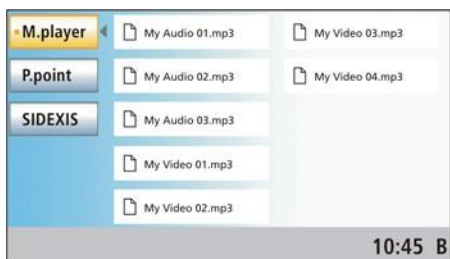 M.player
P.point
SIDEXIS
My Audio 01.mp3
My Audio 02.mp3
My Audio 03.mp3
My Video 01.mp3
My Video 02.mp3
My Video 03.mp3
My Video 04.mp3
10:45 B